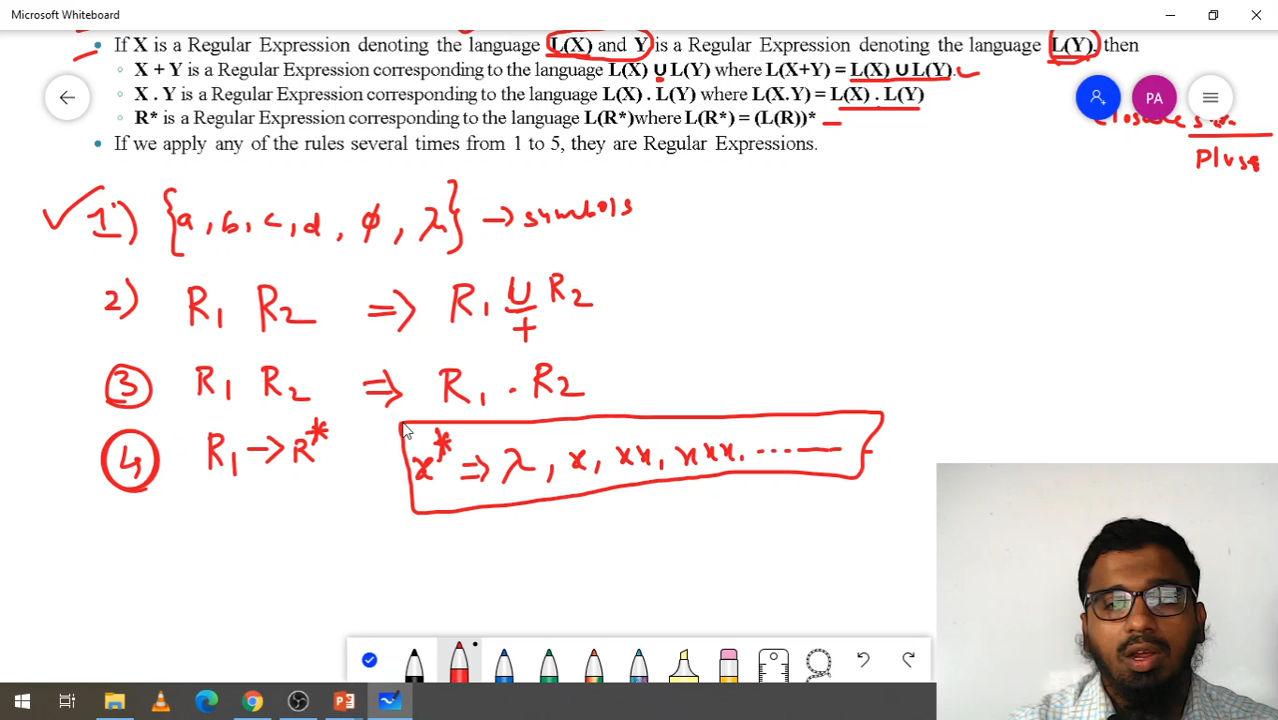 Microsoft Whiteboard
• If X is a Regular Expression denoting the language L(X) and Y is a Regular Expression denoting the language L(Y). then
◦ X + Y is a Regular Expression corresponding to the language L(X) ∪ L(Y) where L(X+Y) = L(X) ∪ L(Y).
◦ X . Y is a Regular Expression corresponding to the language L(X) . L(Y) where L(X.Y) = L(X) . L(Y)
PA
◦ R* is a Regular Expression corresponding to the language L(R*)where L(R*) = (L(R))*
• If we apply any of the rules several times from 1 to 5, they are Regular Expressions.
1) {a, b, c, d, ϕ, λ} → symbols
2) R1 R2 ⇒ R1 ∪ R2
+
3 R1 R2 ⇒ R1 . R2
4 R1 → R* x* ⇒ λ, x, xx, xxx, ......